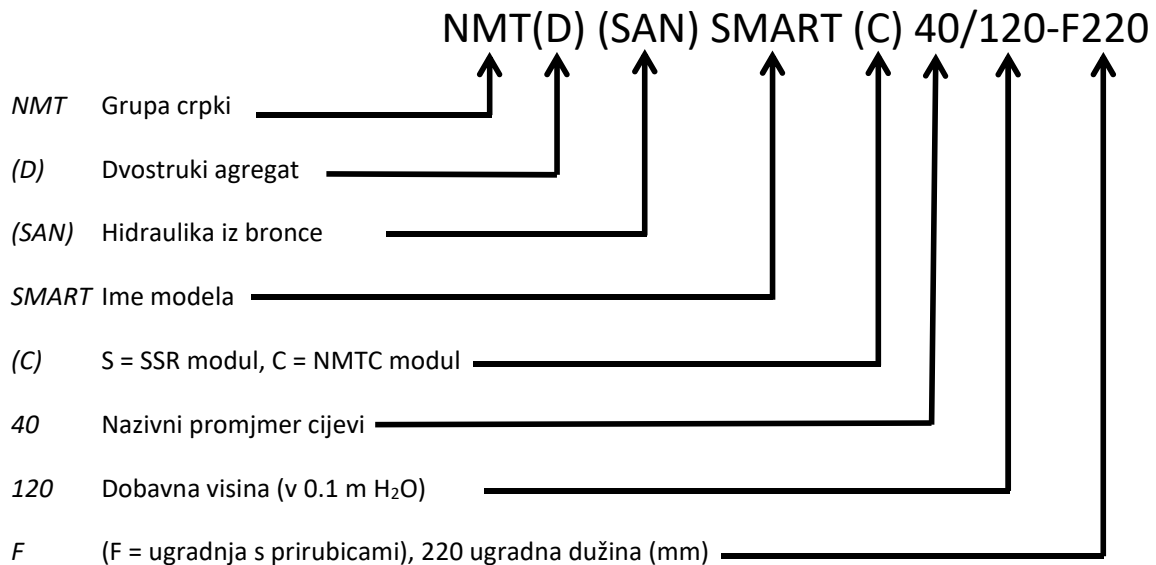 NMT(D) (SAN) SMART (C) 40/120-F220
NMT Grupa crpki
(D) Dvostruki agregat
(SAN) Hidraulika iz bronce
SMART Ime modela
(C) S = SSR modul, C = NMTC modul
40 Nazivni promjmer cijevi
120 Dobavna visina (v 0.1 m H₂O)
F (F = ugradnja s prirubicami), 220 ugradna dužina (mm)